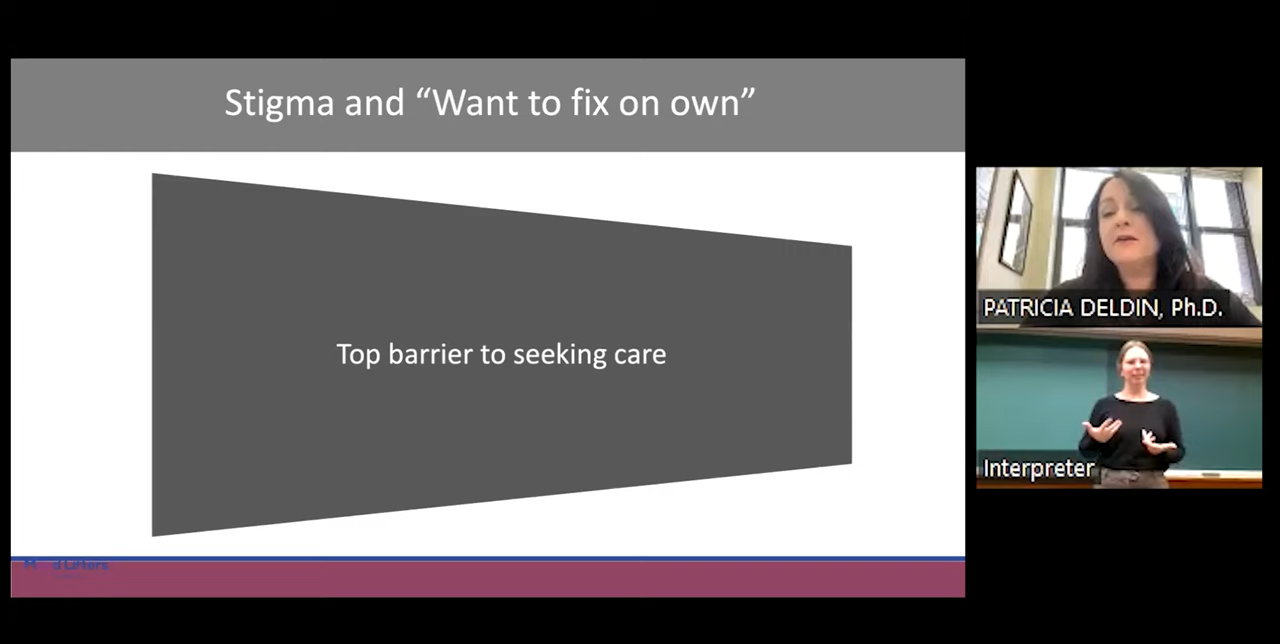 Stigma and “Want to fix on own”
Top barrier to seeking care
PATRICIA DELDIN, Ph.D.
Interpreter